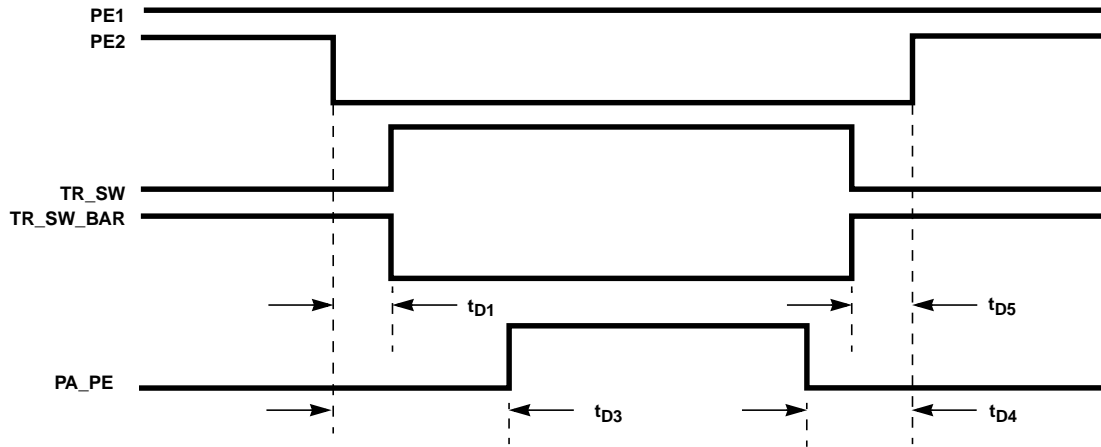 PE1
PE2
TR_SW
TR_SW_BAR
tD1
tD5
PA_PE
tD3
tD4